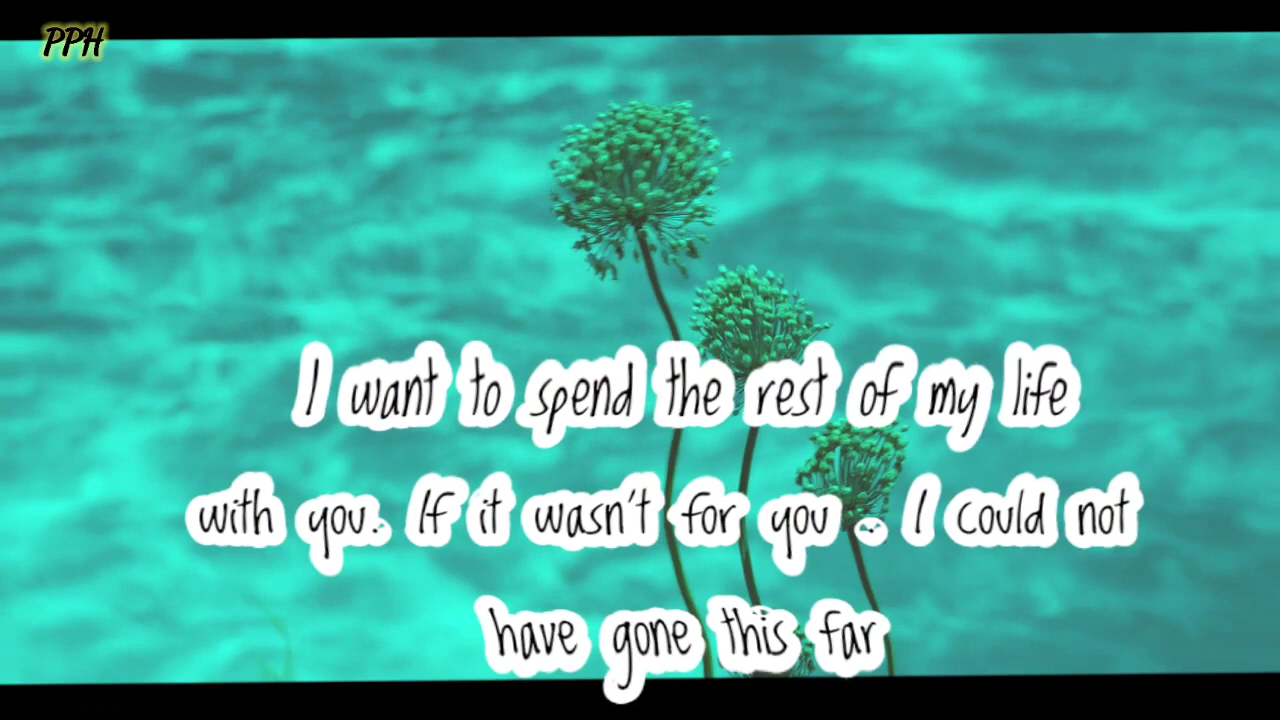 PPH
I want to spend the rest of my life
with you. If it wasn't for you . I could not
have gone this far